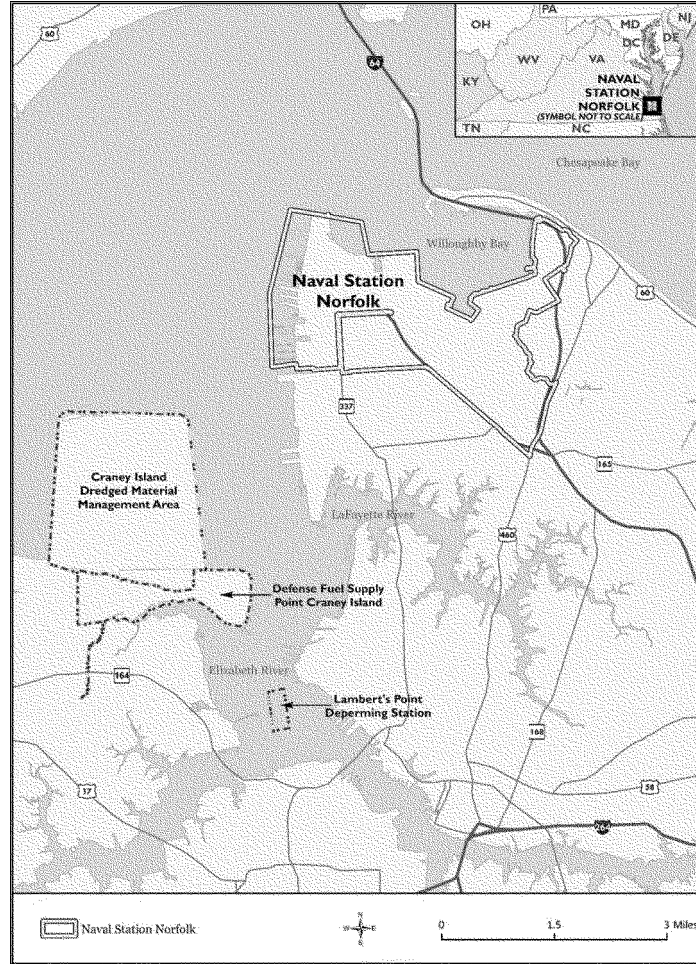 60
64
OH
PA
NJ
MD
DE
DC
WV
VA
KY
NAVAL
STATION
NORFOLK
(SYMBOL NOT TO SCALE)
TN
NC
Chesapeake Bay
Willoughby Bay
Naval Station
Norfolk
60
337
165
Craney Island
Dredged Material
Management Area
LaFayette River
460
Defense Fuel Supply
Point Craney Island
Elizabeth River
164
Lambert's Point
Deperming Station
168
17
58
264
Naval Station Norfolk
N
W
E
S
0
1.5
3 Miles